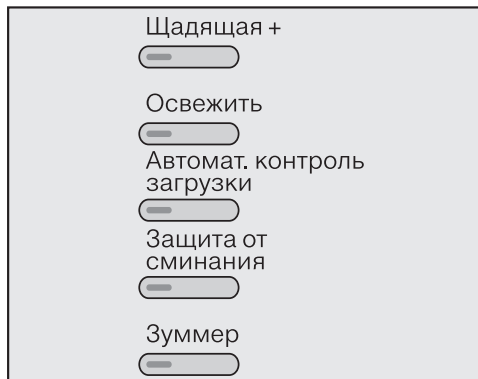 Щадящая +
Освежить
Автомат. контроль
загрузки
Защита от
сминания
Зуммер